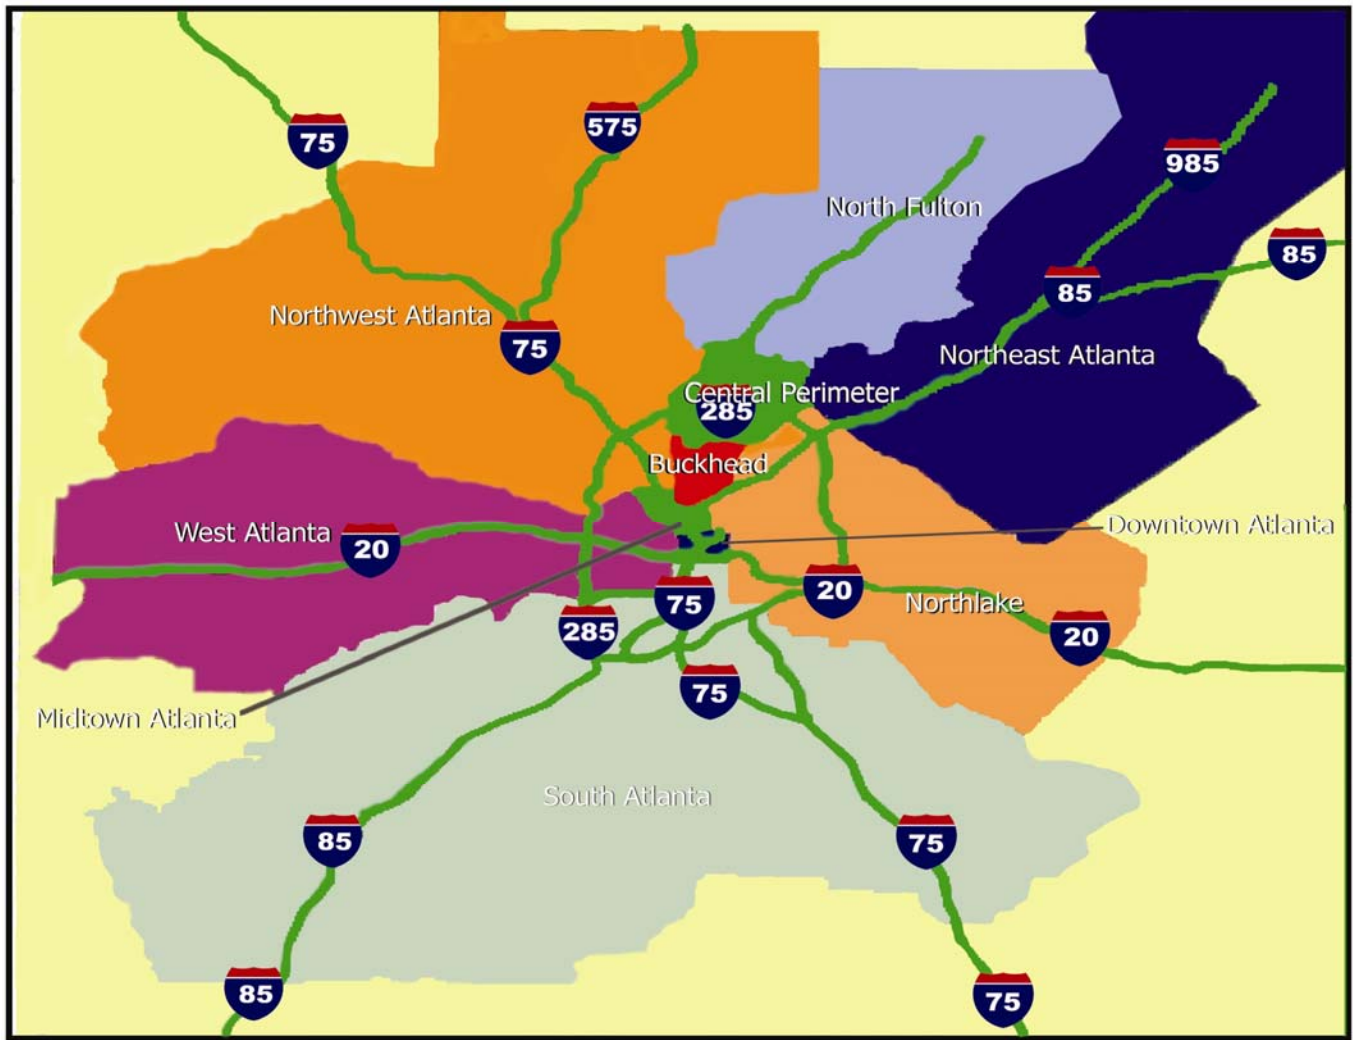 575
75
985
North Fulton
85
Northwest Atlanta
85
75
Northeast Atlanta
Central Perimeter
285
Buckhead
West Atlanta
20
Downtown Atlanta
20
75
Northlake
285
20
75
Midtown Atlanta
South Atlanta
85
75
85
75